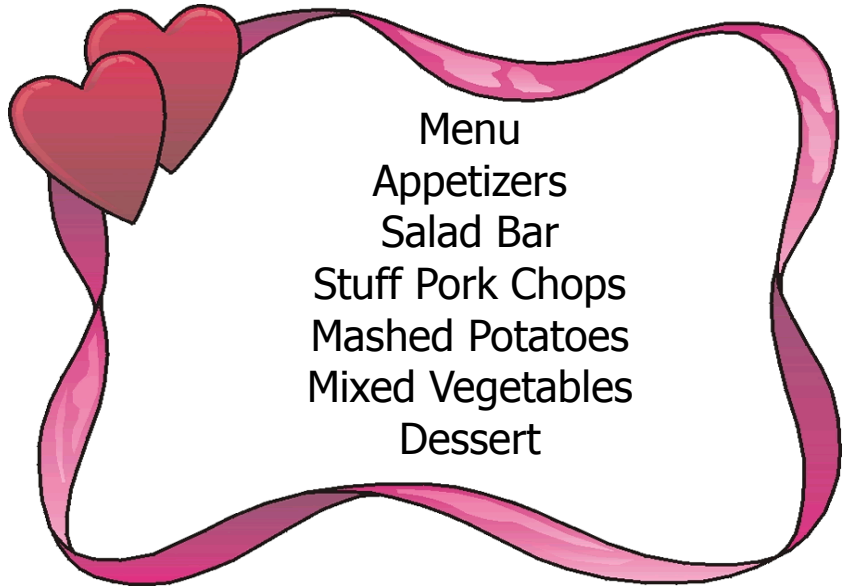 Menu
Appetizers
Salad Bar
Stuff Pork Chops
Mashed Potatoes
Mixed Vegetables
Dessert